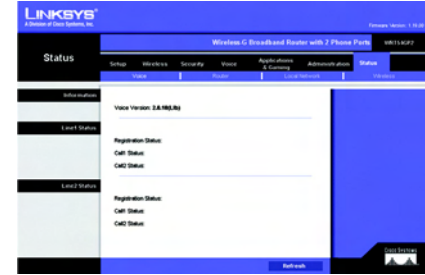 LINKSYS®
A Division of Cisco Systems, Inc.
Firmware Version: 1.
Wireless-G Broadband Router with 2 Phone Ports
WRT54GP2
Status
Setup Wireless Security Voice Applications & Gaming Administration Status
Voice Router Local Network Wireless
Information
Voice Version:
Line1 Status
Registration Status:
Call1 Status:
Call2 Status:
Line2 Status
Registration Status:
Call1 Status:
Call2 Status:
Refresh
CISCO SYSTEMS